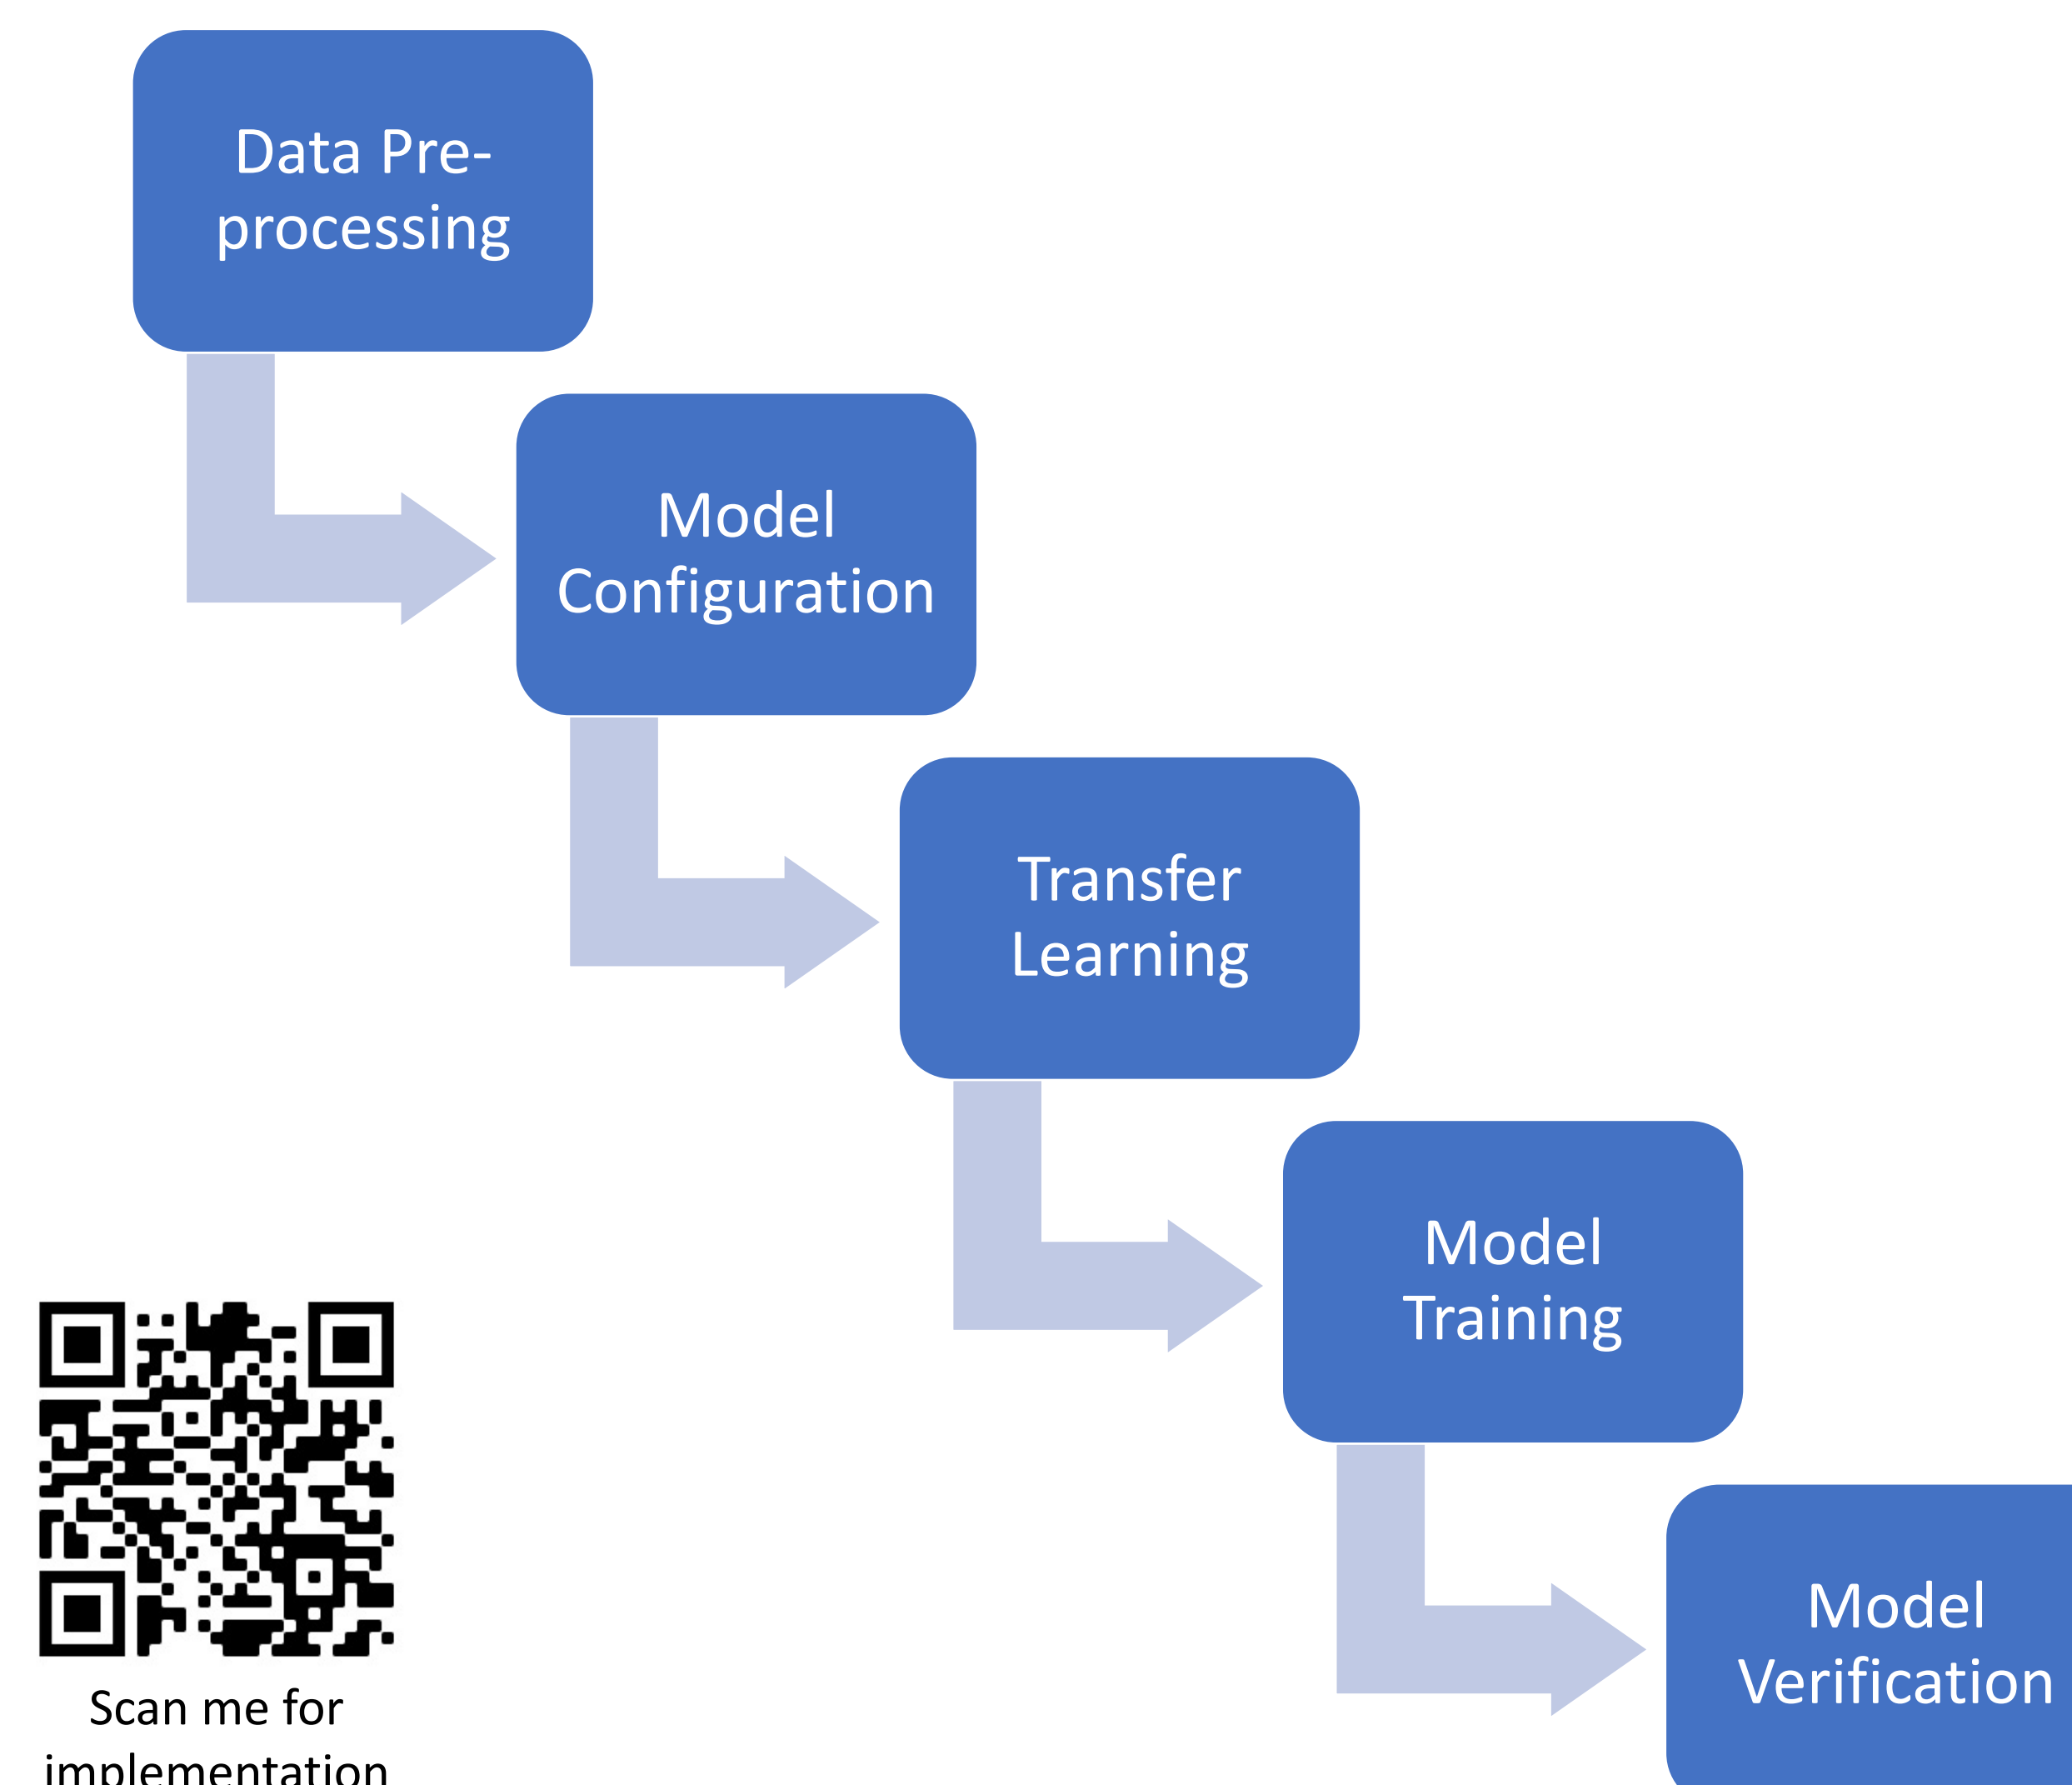 Data Pre-
processing
Model
Configuration
Transfer
Learning
Model
Training
Model
Verification
Scan me for
implementation